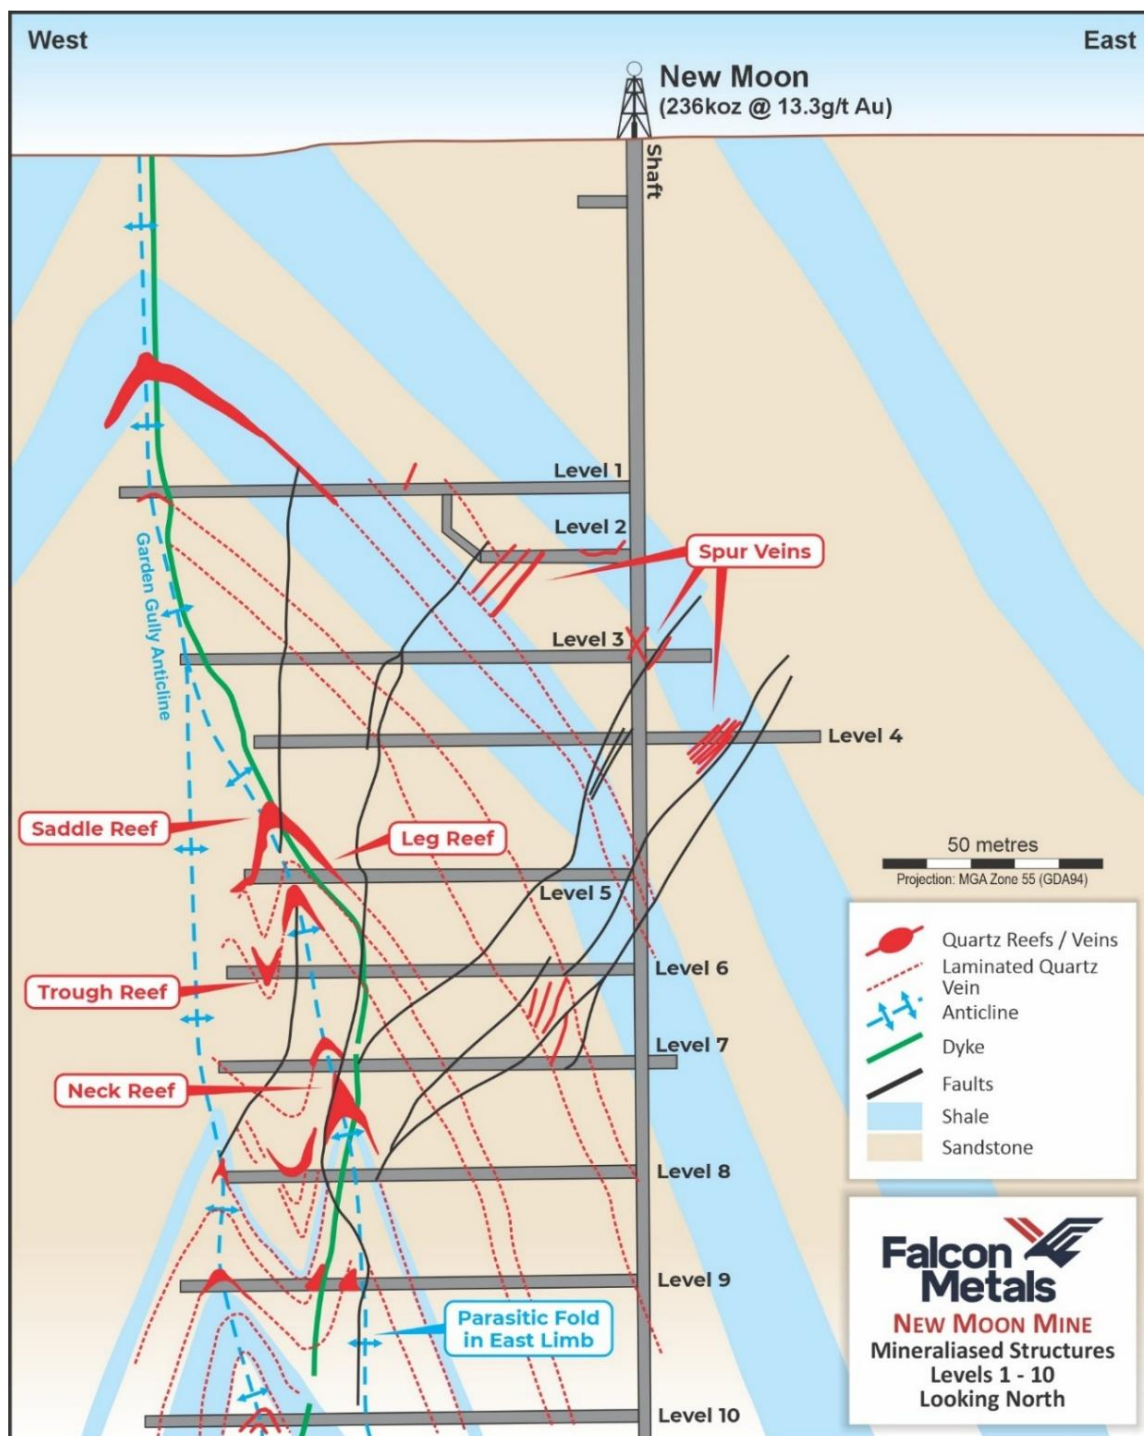 West
East
New Moon
(236koz @ 13.3g/t Au)
Shaft
Level 1
Level 2
Spur Veins
Garden Gully Anticline
Level 3
Level 4
Saddle Reef
Leg Reef
50 metres
Projection: MGA Zone 55 (GDA94)
Level 5
Quartz Reefs / Veins
Laminated Quartz
Vein
Anticline
Dyke
Faults
Shale
Sandstone
Level 6
Trough Reef
Level 7
Neck Reef
Level 8
Level 9
Parasitic Fold
in East Limb
Level 10
Falcon
Metals
NEW MOON MINE
Mineraliased Structures
Levels 1 - 10
Looking North